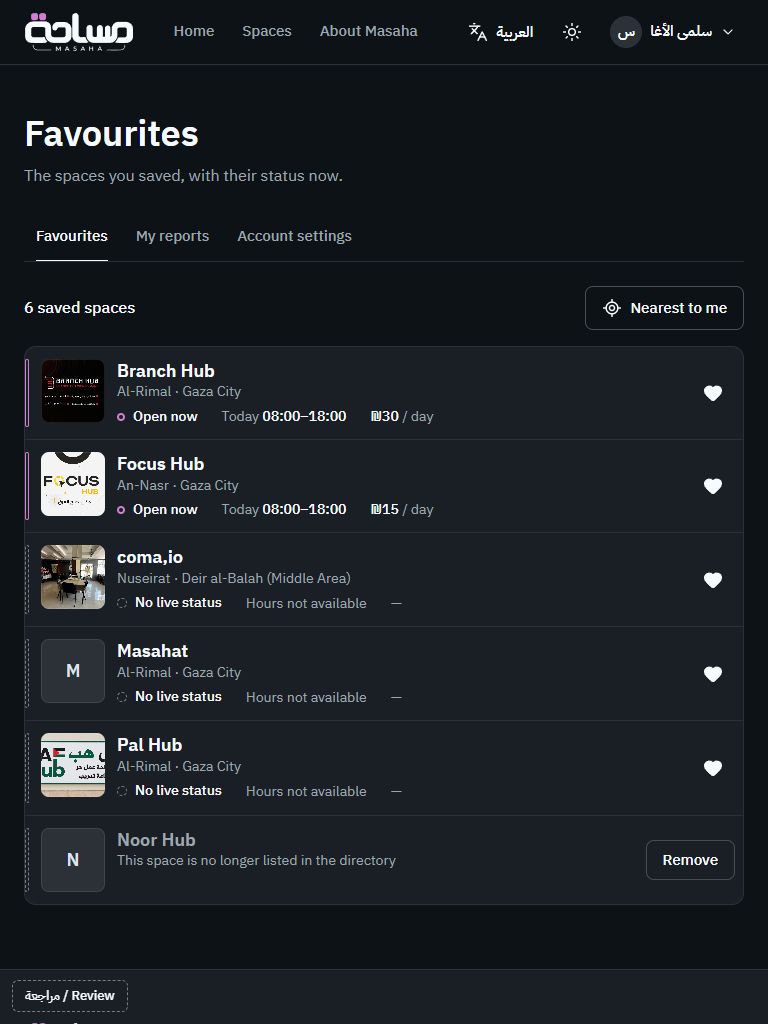 مساحة
MASAHA
Home
Spaces
About Masaha
العربية
س
سلمى الأغا
Favourites
The spaces you saved, with their status now.
Favourites
My reports
Account settings
6 saved spaces
Nearest to me
BRANCH HUB
Branch Hub
Al-Rimal · Gaza City
Open now
Today 08:00–18:00
₪30 / day
FOCUS
HUB
Focus Hub
An-Nasr · Gaza City
Open now
Today 08:00–18:00
₪15 / day
coma,io
Nuseirat · Deir al-Balah (Middle Area)
No live status
Hours not available
—
M
Masahat
Al-Rimal · Gaza City
No live status
Hours not available
—
هب
ub
Pal Hub
Al-Rimal · Gaza City
No live status
Hours not available
—
N
Noor Hub
This space is no longer listed in the directory
Remove
مراجعة / Review